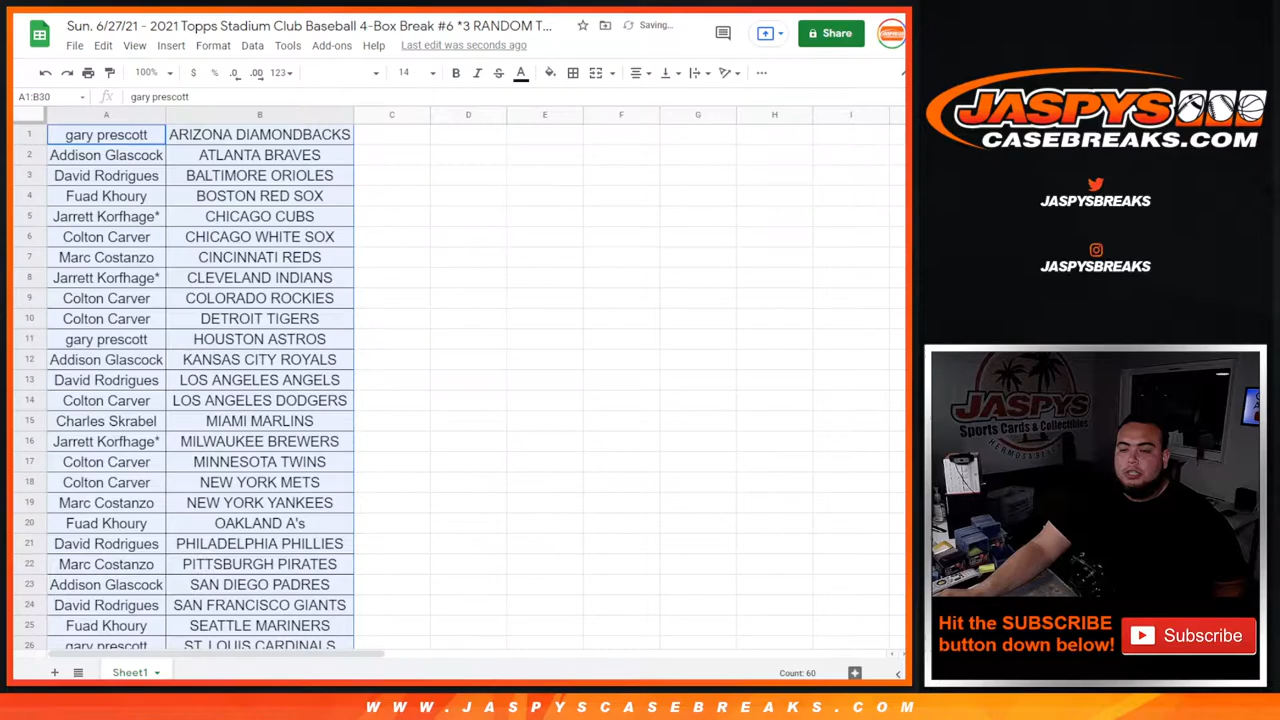 Sun. 6/27/21 - 2021 Topps Stadium Club Baseball 4-Box Break #6 *3 RANDOM T...
Saving...
Share
File Edit View Insert Format Data Tools Add-ons Help Last edit was seconds ago
100% $ % .0 .00 123 14 B I S A
A1:B30 fx gary prescott
A B C D E F G H I
1 gary prescott ARIZONA DIAMONDBACKS
2 Addison Glascock ATLANTA BRAVES
3 David Rodrigues BALTIMORE ORIOLES
4 Fuad Khoury BOSTON RED SOX
5 Jarrett Korfhage* CHICAGO CUBS
6 Colton Carver CHICAGO WHITE SOX
7 Marc Costanzo CINCINNATI REDS
8 Jarrett Korfhage* CLEVELAND INDIANS
9 Colton Carver COLORADO ROCKIES
10 Colton Carver DETROIT TIGERS
11 gary prescott HOUSTON ASTROS
12 Addison Glascock KANSAS CITY ROYALS
13 David Rodrigues LOS ANGELES ANGELS
14 Colton Carver LOS ANGELES DODGERS
15 Charles Skrabel MIAMI MARLINS
16 Jarrett Korfhage* MILWAUKEE BREWERS
17 Colton Carver MINNESOTA TWINS
18 Colton Carver NEW YORK METS
19 Marc Costanzo NEW YORK YANKEES
20 Fuad Khoury OAKLAND A's
21 David Rodrigues PHILADELPHIA PHILLIES
22 Marc Costanzo PITTSBURGH PIRATES
23 Addison Glascock SAN DIEGO PADRES
24 David Rodrigues SAN FRANCISCO GIANTS
25 Fuad Khoury SEATTLE MARINERS
26 gary prescott ST. LOUIS CARDINALS
Sheet1
Count: 60
JASPYS
CASEBREAKS.COM
JASPYSBREAKS
JASPYSBREAKS
JASPYS
Sports Cards & Collectibles
HERMOSA BEACH
Hit the SUBSCRIBE
button down below!
Subscribe
WWW.JASPYSCASEBREAKS.COM